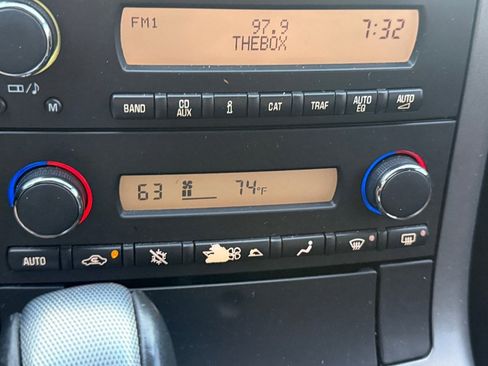 FM1 97.9 7:32
THEBOX
BAND CD AUX i CAT TRAF AUTO EQ AUTO
M
63 74°F
AUTO